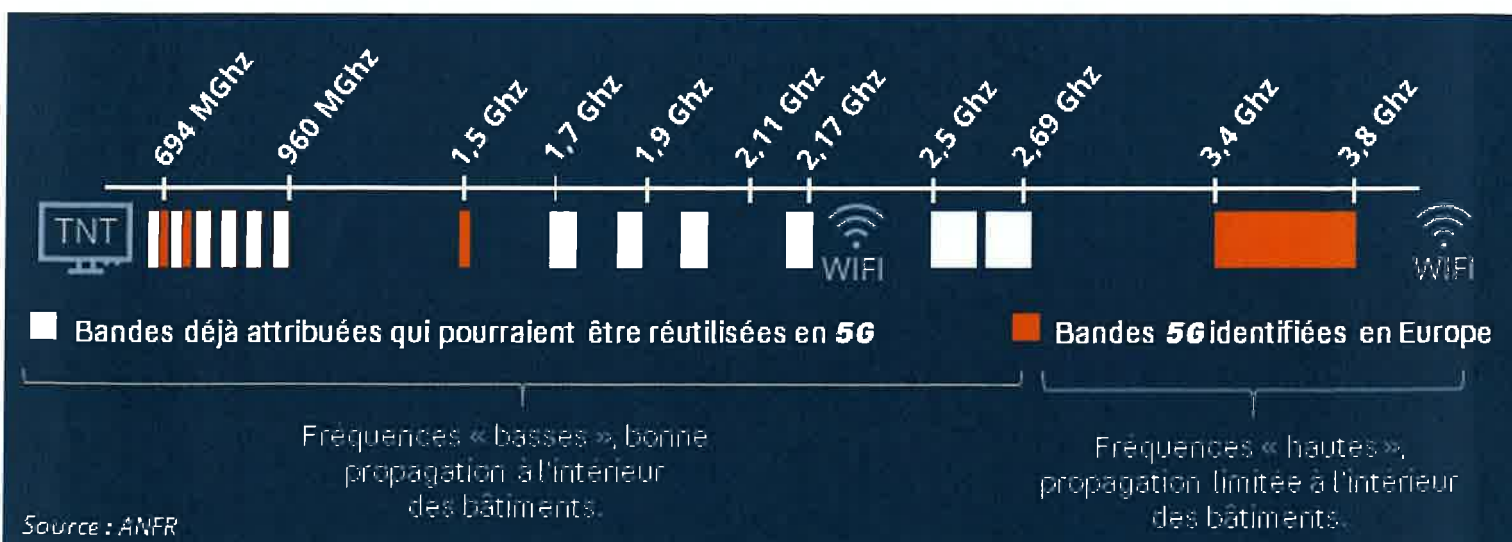 694 MGhz
960 MGhz
1,5 Ghz
1,7 Ghz
1,9 Ghz
2,11 Ghz
2,17 Ghz
2,5 Ghz
2,69 Ghz
3,4 Ghz
3,8 Ghz
TNT
WIFI
WIFI
Bandes déjà attribuées qui pourraient être réutilisées en 5G
Bandes 5G identifiées en Europe
Fréquences « basses », bonne
propagation à l'intérieur
des bâtiments.
Fréquences « hautes »,
propagation limitée à l'intérieur
des bâtiments.
Source : ANFR